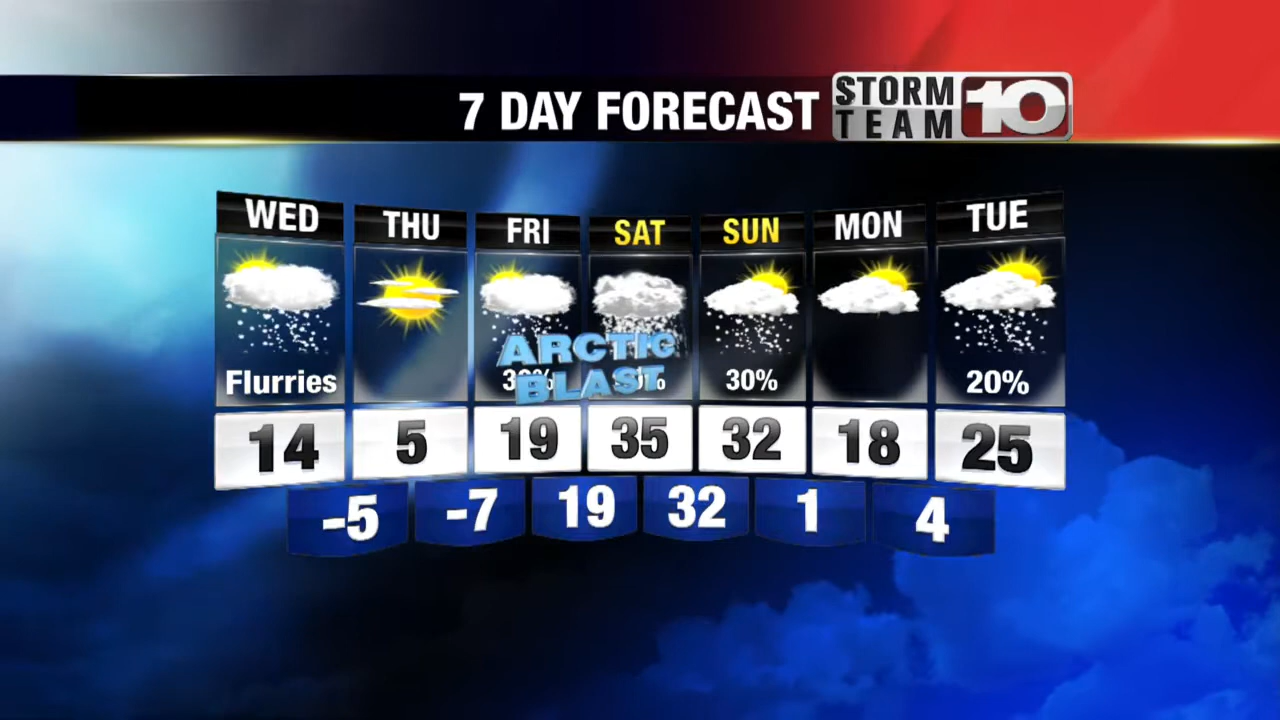 7 DAY FORECAST
STORM
TEAM
10
WED THU FRI SAT SUN MON TUE
ARCTIC
BLAST
Flurries 30% 20%
14 5 19 35 32 18 25
-5 -7 19 32 1 4